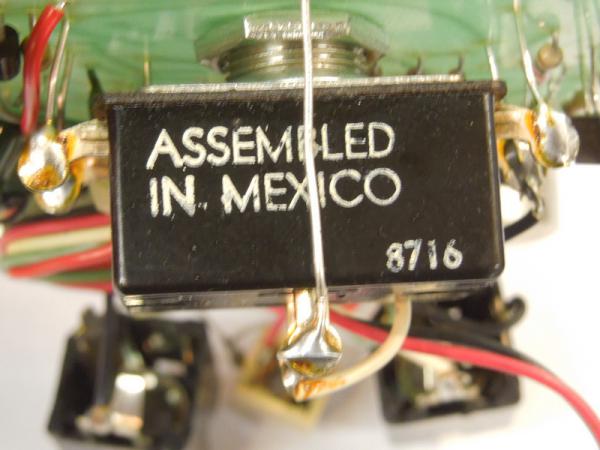 ASSEMBLED
IN MEXICO
8716